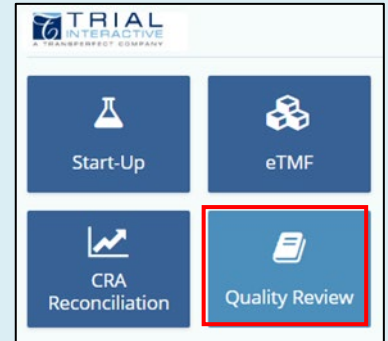 TRIAL
INTERACTIVE
A TRANSPERFECT COMPANY
Start-Up
eTMF
CRA
Reconciliation
Quality Review